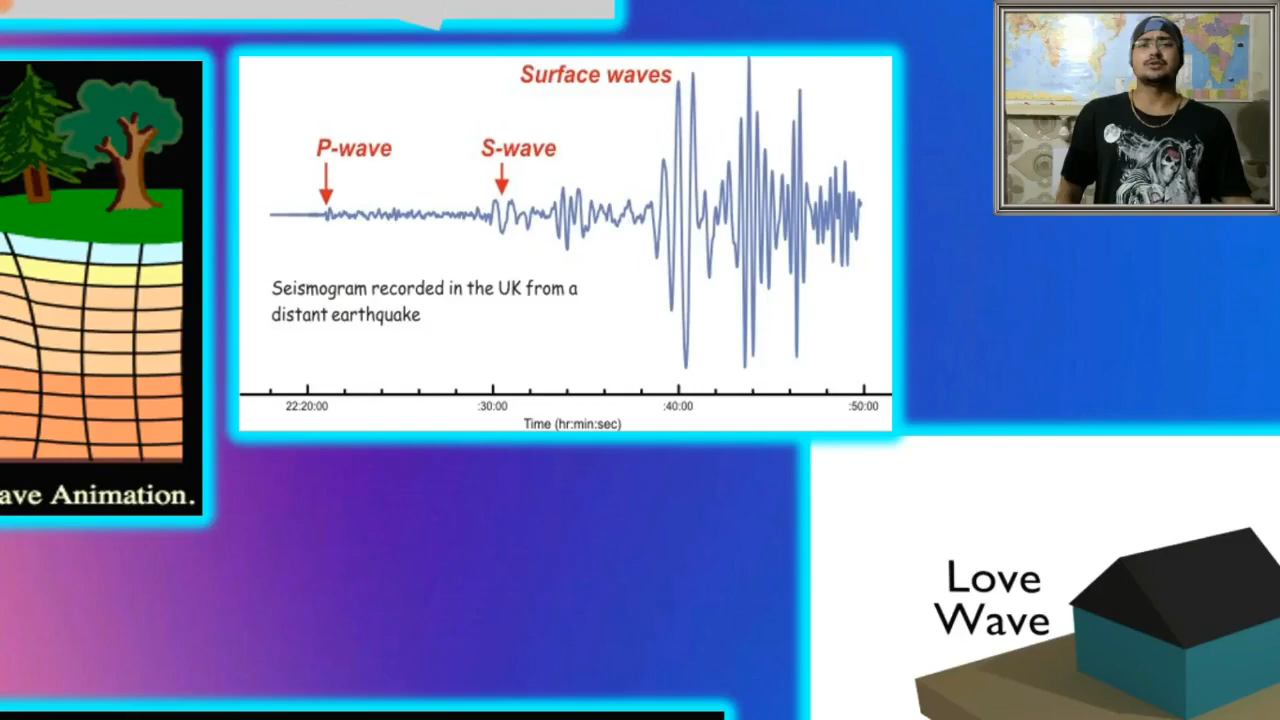 Surface waves
P-wave
S-wave
Seismogram recorded in the UK from a
distant earthquake
22:20:00
:30:00
:40:00
:50:00
Time (hr:min:sec)
ave Animation.
Love
Wave